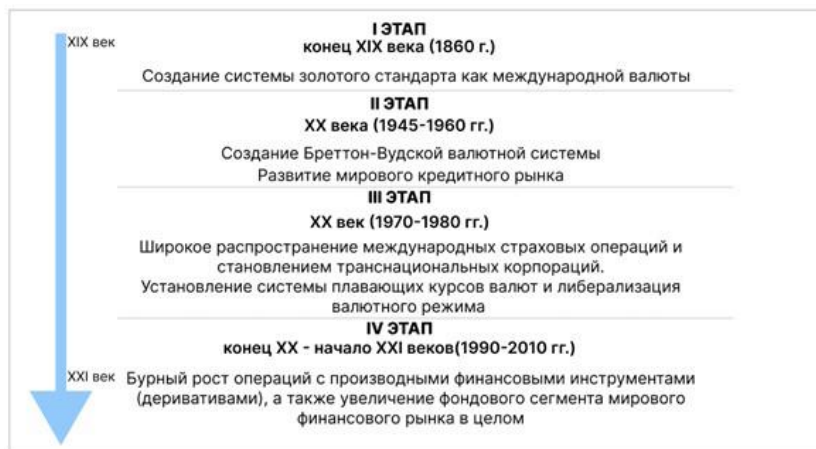 I ЭТАП
XIX век
конец XIX века (1860 г.)
Создание системы золотого стандарта как международной валюты
II ЭТАП
XX века (1945-1960 гг.)
Создание Бреттон-Вудской валютной системы
Развитие мирового кредитного рынка
III ЭТАП
XX век (1970-1980 гг.)
Широкое распространение международных страховых операций и
становлением транснациональных корпораций.
Установление системы плавающих курсов валют и либерализация
валютного режима
IV ЭТАП
конец XX - начало XXI веков(1990-2010 гг.)
XXI век
Бурный рост операций с производными финансовыми инструментами
(деривативами), а также увеличение фондового сегмента мирового
финансового рынка в целом